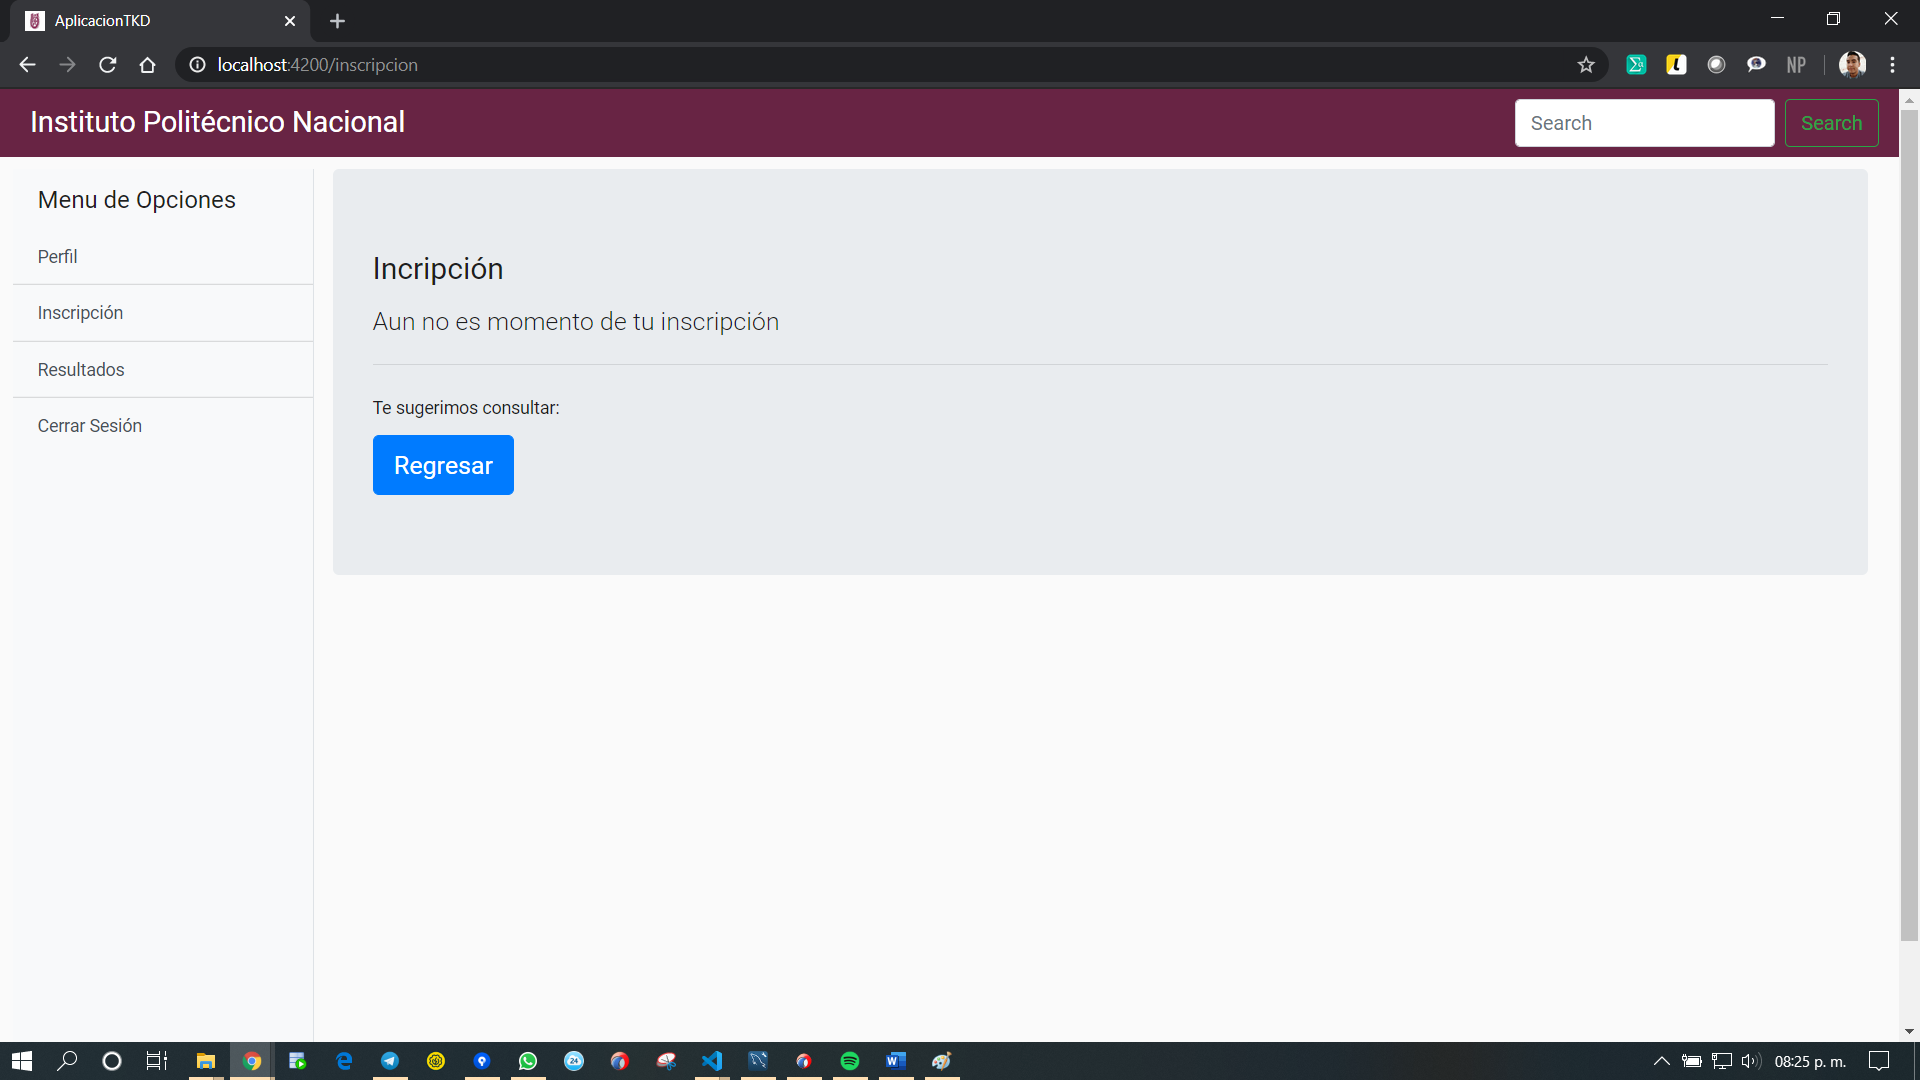 AplicacionTKD
localhost:4200/inscripcion
NP
Instituto Politécnico Nacional
Search
Search
Menu de Opciones
Perfil
Inscripción
Resultados
Cerrar Sesión
Incripción
Aun no es momento de tu inscripción
Te sugerimos consultar:
Regresar
08:25 p. m.